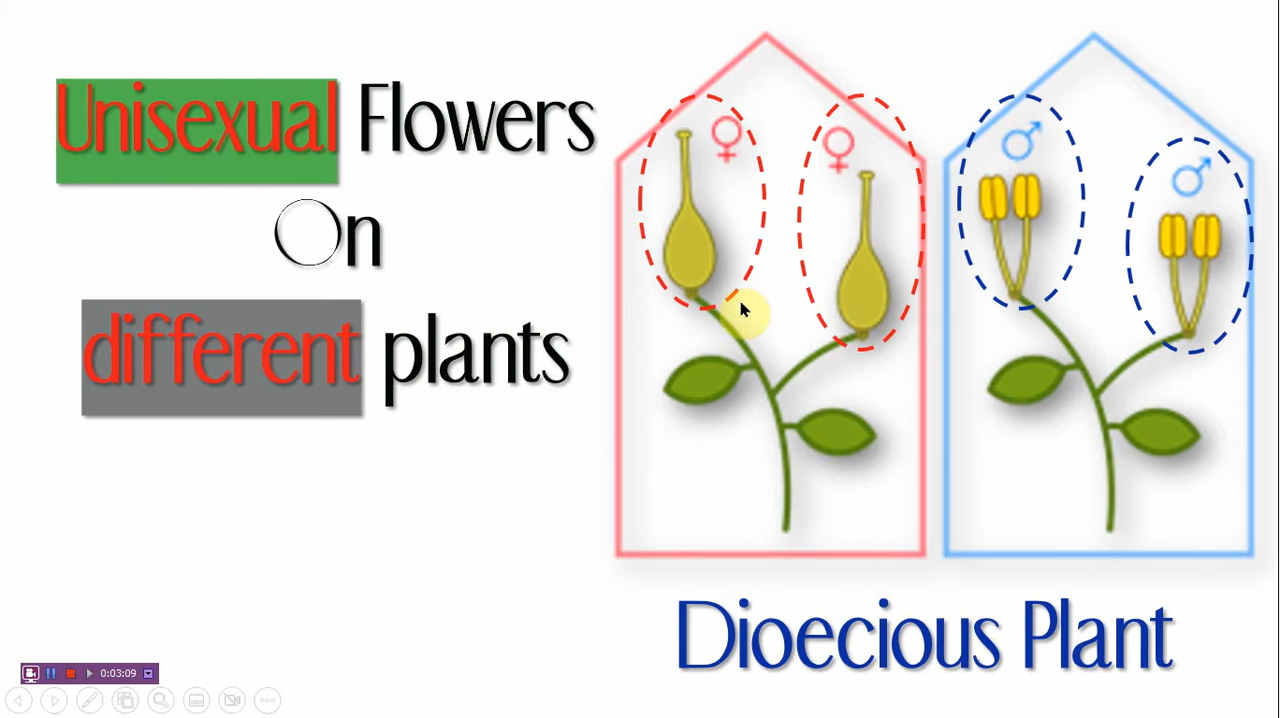 Unisexual Flowers
On
different plants
♀
♀
♂
♂
Dioecious Plant
0:03:09